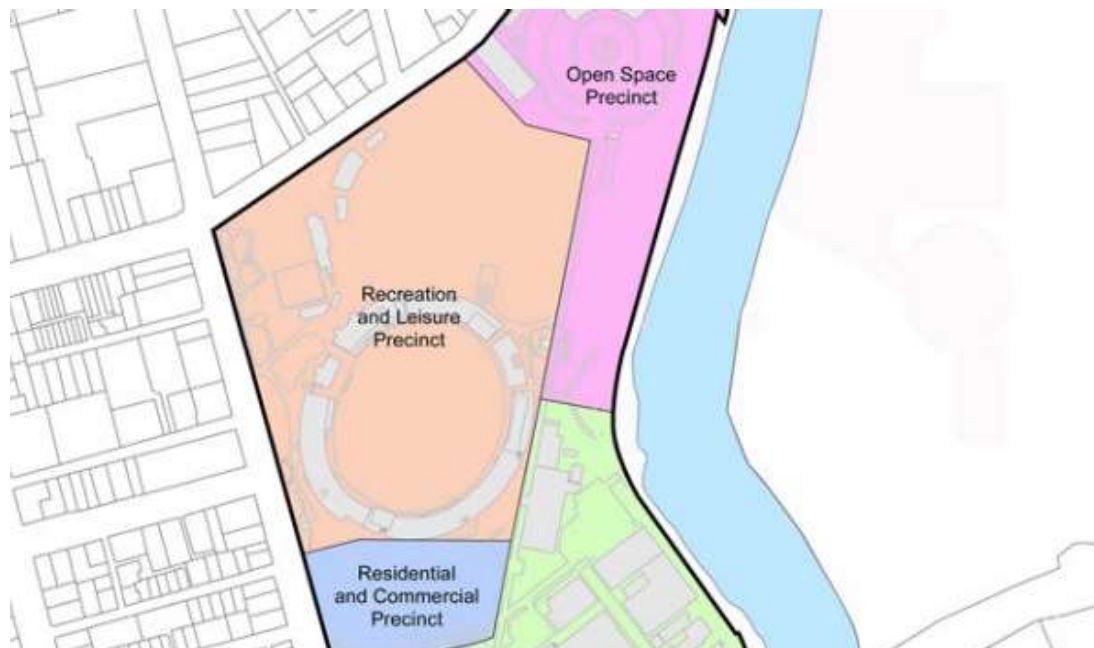 Open Space
Precinct
Recreation
and Leisure
Precinct
Residential
and Commercial
Precinct